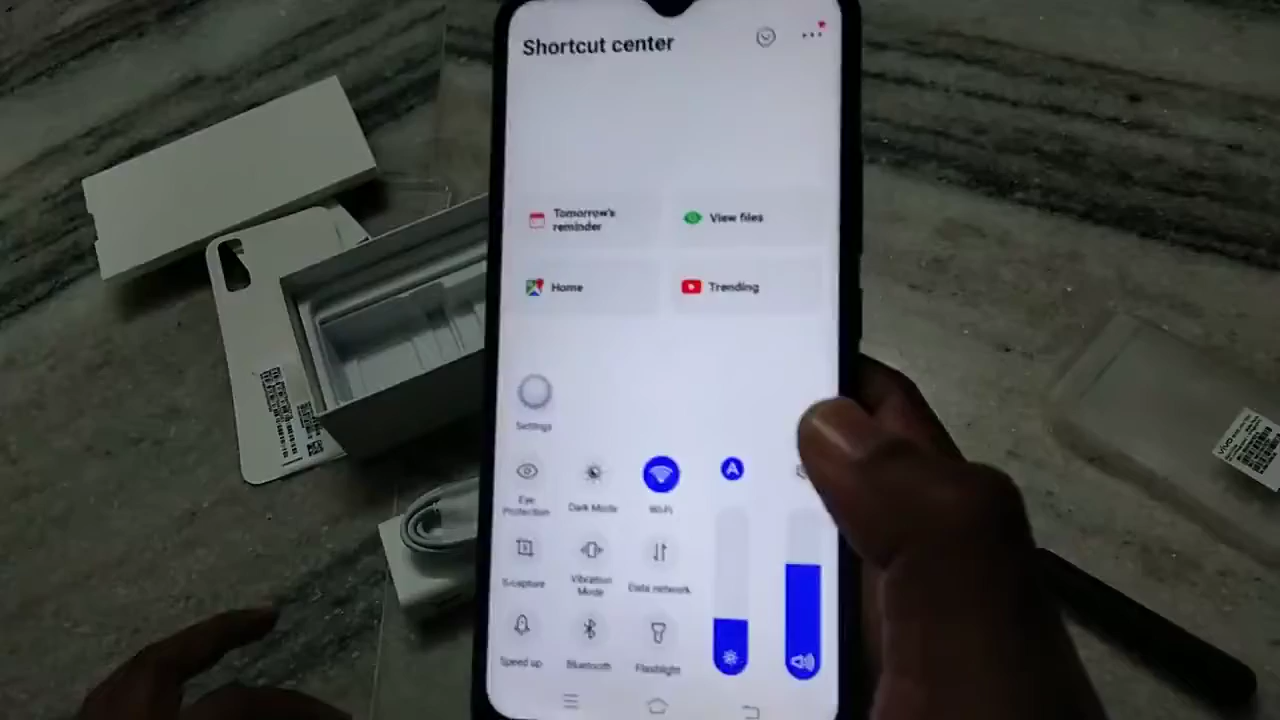 Shortcut center
Tomorrow's
reminder
View files
Home
Trending
Settings
Eye
Protection
Dark Mode
Wi-Fi
A
S-capture
Vibration
Mode
Data network
Speed up
Bluetooth
Flashlight
vivo